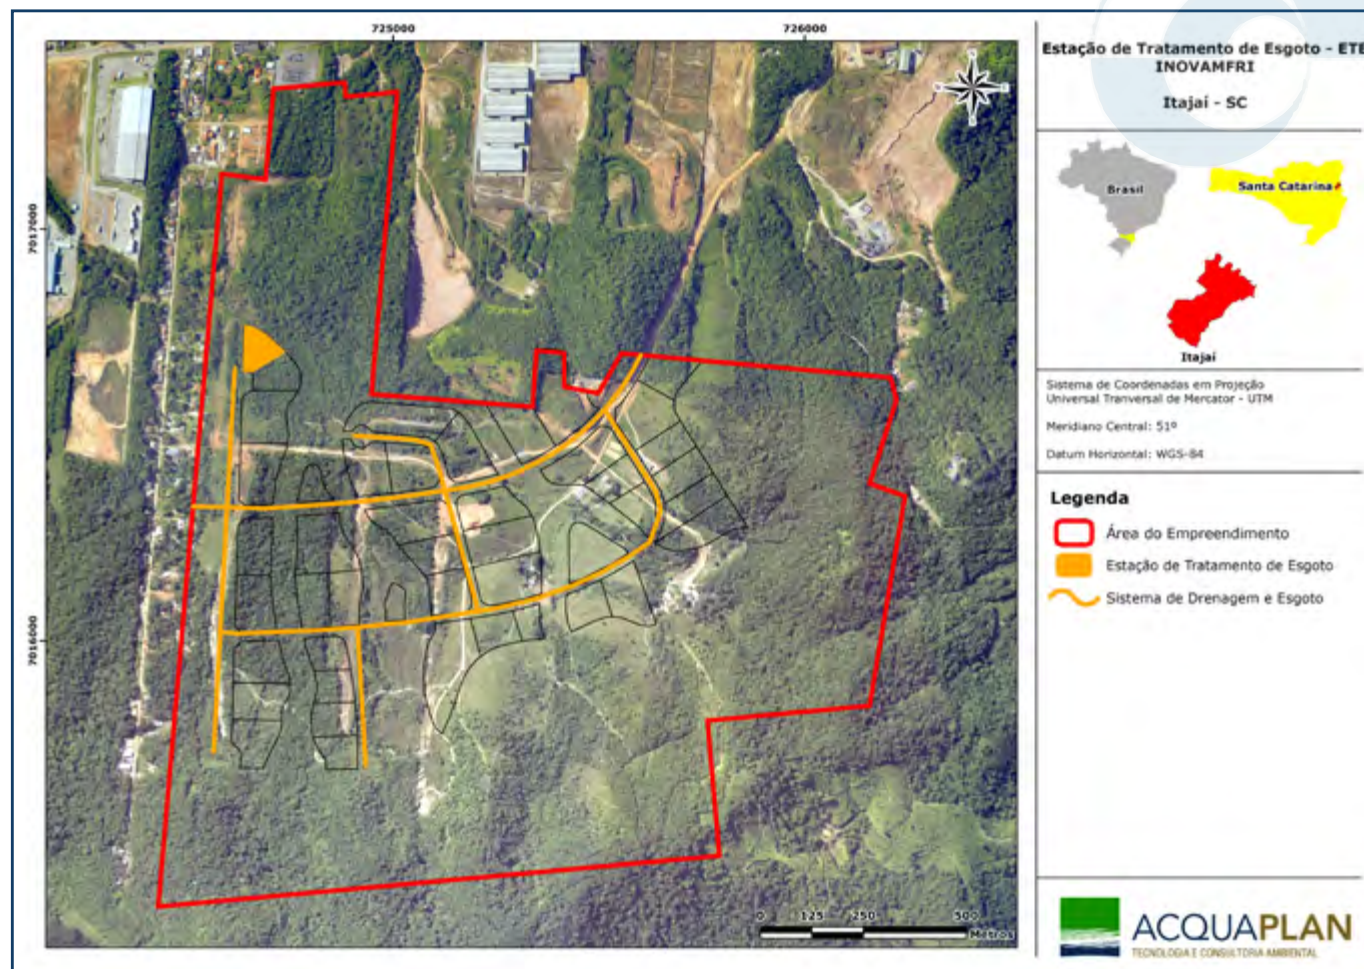 725000
726000
7017000
7016000
0 125 250 500
Metros
Estação de Tratamento de Esgoto - ETE
INOVAMFRI
Itajaí - SC
Brasil
Santa Catarina
Itajaí
Sistema de Coordenadas em Projeção
Universal Tranversal de Mercator - UTM
Meridiano Central: 51º
Datum Horizontal: WGS-84
Legenda
Área do Empreendimento
Estação de Tratamento de Esgoto
Sistema de Drenagem e Esgoto
ACQUAPLAN
TECNOLOGIA E CONSULTORIA AMBIENTAL